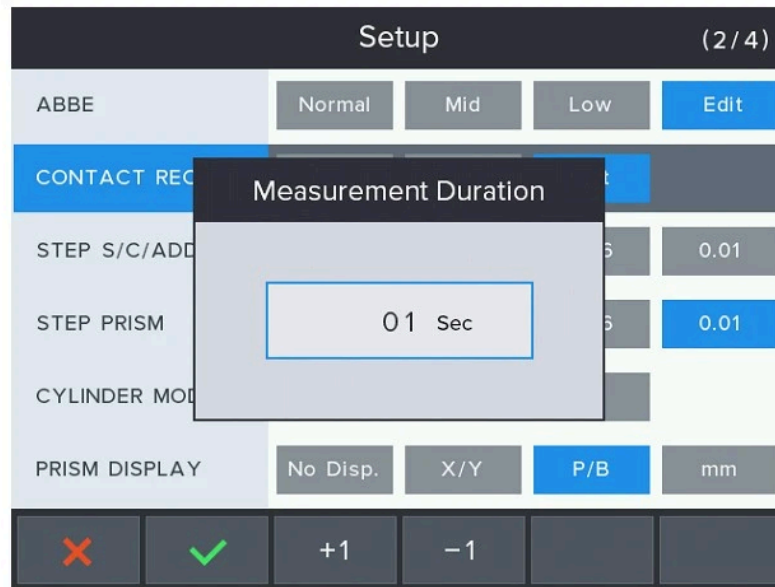 Setup (2/4)
ABBE Normal Mid Low Edit
CONTACT REC
Measurement Duration
STEP S/C/ADD 0.01
01 Sec
STEP PRISM 0.01
CYLINDER MOD
PRISM DISPLAY No Disp. X/Y P/B mm
+1 −1